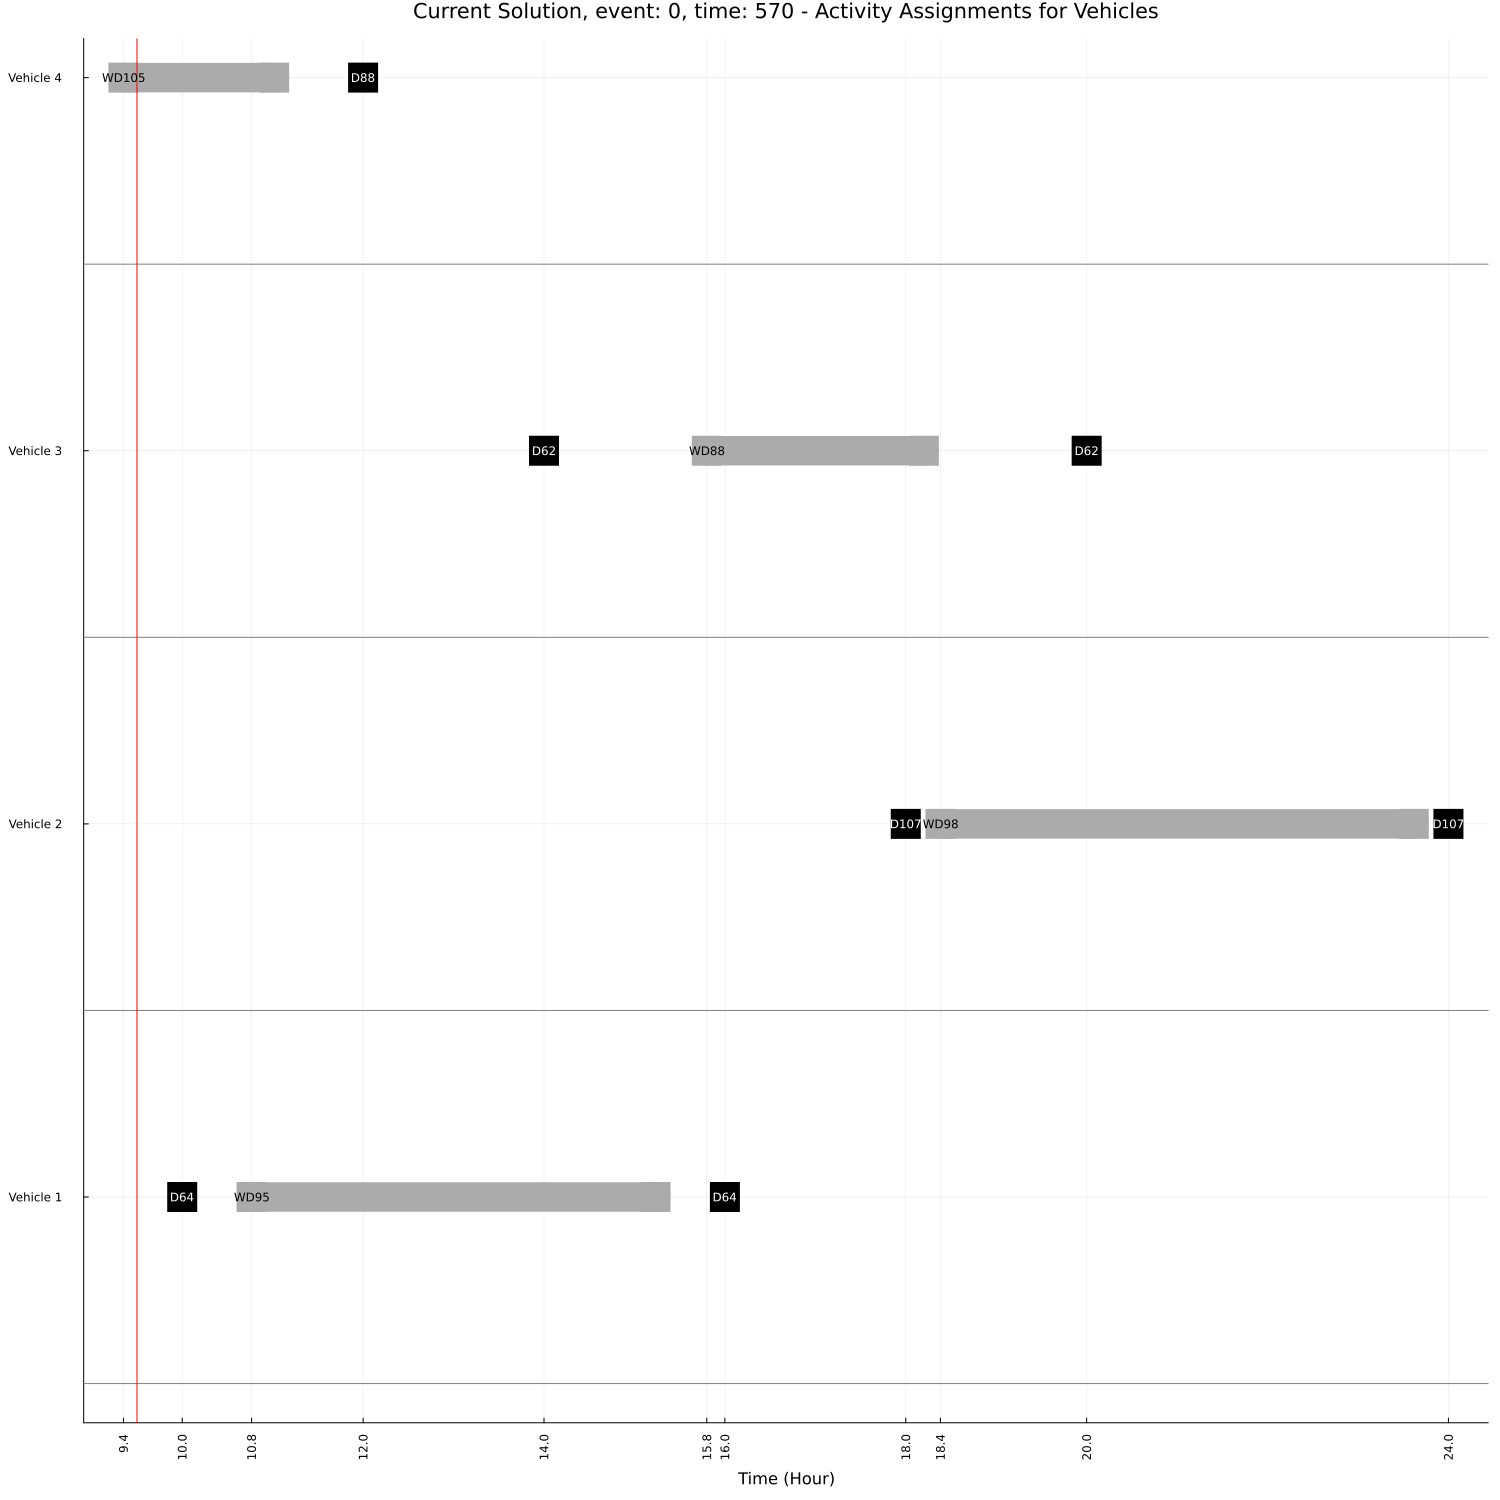 Current Solution, event: 0, time: 570 - Activity Assignments for Vehicles
Vehicle 4 WD105 D88
Vehicle 3 D62 WD88 D62
Vehicle 2 D107 WD98 D107
Vehicle 1 D64 WD95 D64
9.4 10.0 10.8 12.0 14.0 15.8 16.0 18.0 18.4 20.0 24.0
Time (Hour)